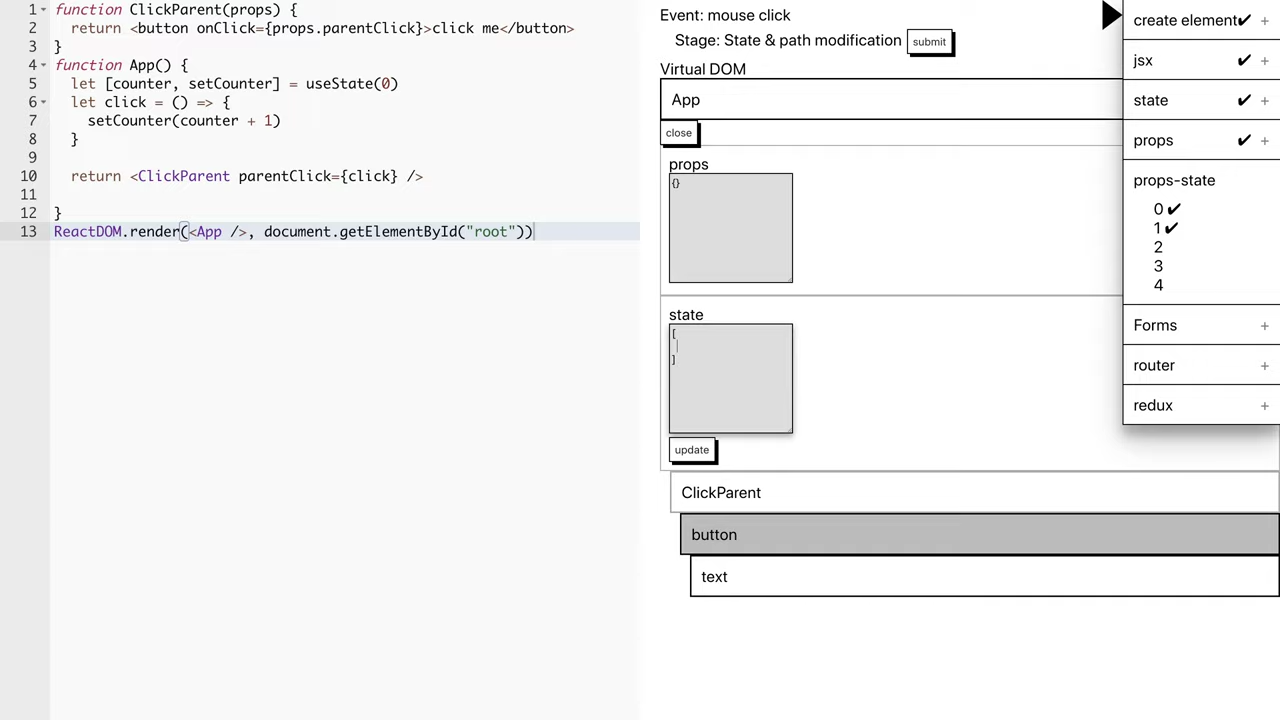 1 function ClickParent(props) {
2 return <button onClick={props.parentClick}>click me</button>
3 }
4 function App() {
5 let [counter, setCounter] = useState(0)
6 let click = () => {
7 setCounter(counter + 1)
8 }
9
10 return <ClickParent parentClick={click} />
11
12 }
13 ReactDOM.render(<App />, document.getElementById("root"))
Event: mouse click
Stage: State & path modification submit
Virtual DOM
App
close
props
{}
state
[
]
update
ClickParent
button
text
create element✔ +
jsx ✔ +
state ✔ +
props ✔ +
props-state
0 ✔
1 ✔
2
3
4
Forms +
router +
redux +